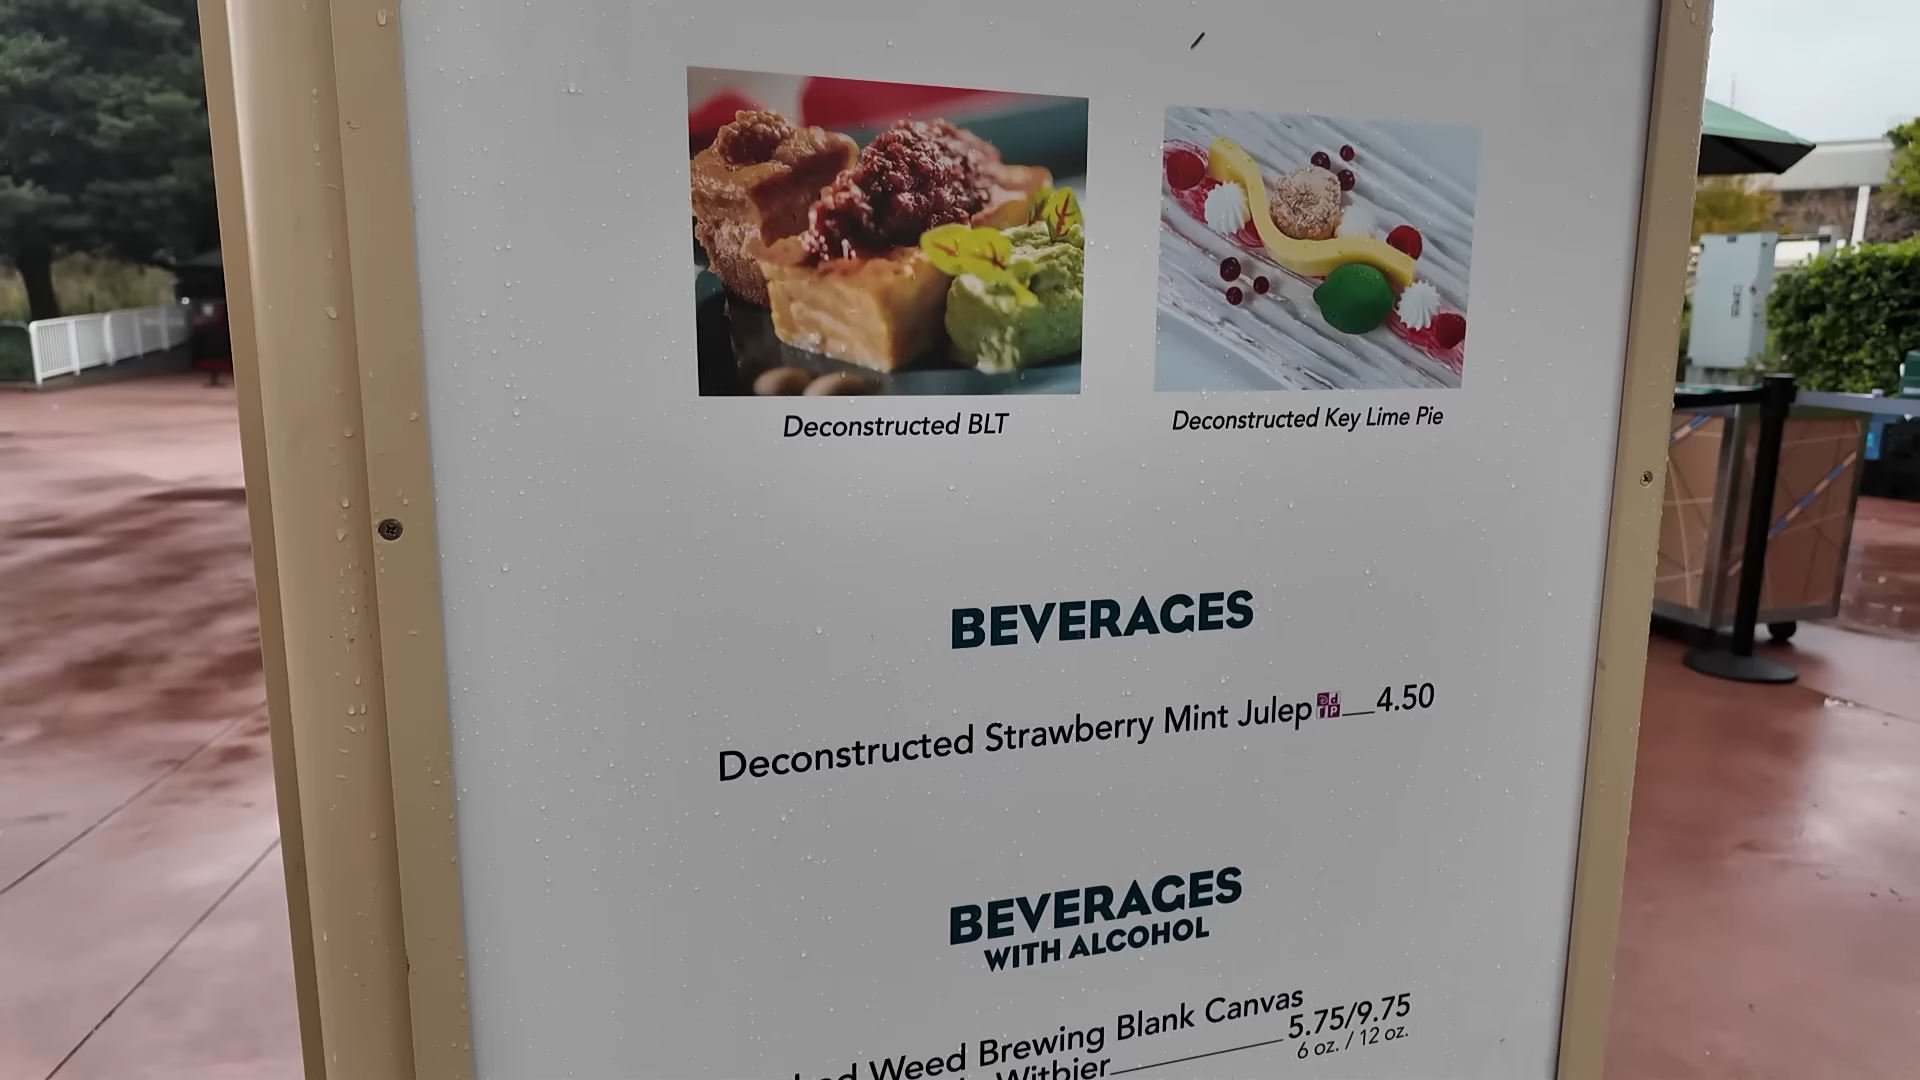 Deconstructed BLT
Deconstructed Key Lime Pie
BEVERAGES
Deconstructed Strawberry Mint Julep 4.50
BEVERAGES
WITH ALCOHOL
Weed Brewing Blank Canvas
Witbier 5.75/9.75
6 oz. / 12 oz.